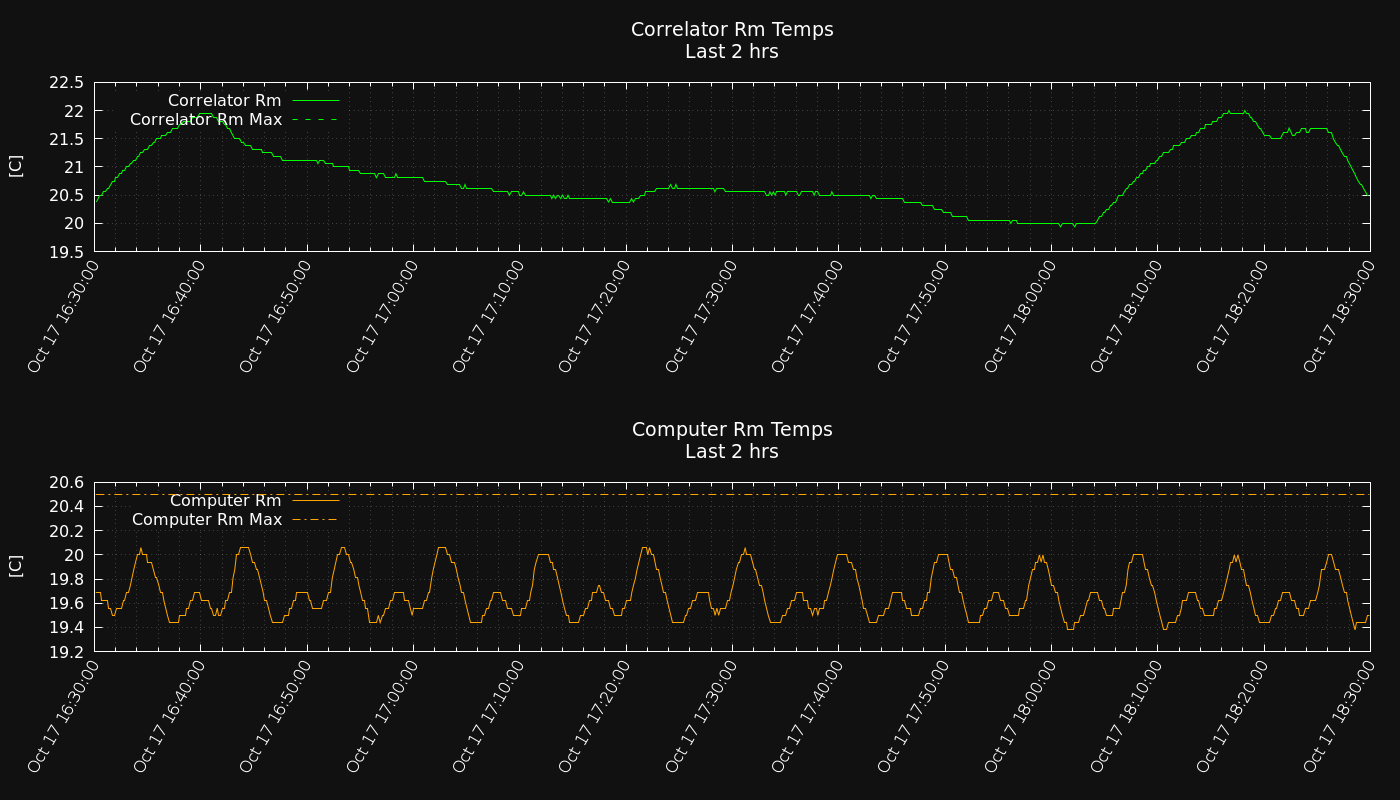 Correlator Rm Temps
Last 2 hrs
22.5
22
21.5
21
20.5
20
19.5
[C]
Correlator Rm
Correlator Rm Max
Oct 17 16:30:00
Oct 17 16:40:00
Oct 17 16:50:00
Oct 17 17:00:00
Oct 17 17:10:00
Oct 17 17:20:00
Oct 17 17:30:00
Oct 17 17:40:00
Oct 17 17:50:00
Oct 17 18:00:00
Oct 17 18:10:00
Oct 17 18:20:00
Oct 17 18:30:00
Computer Rm Temps
Last 2 hrs
20.6
20.4
20.2
20
19.8
19.6
19.4
19.2
[C]
Computer Rm
Computer Rm Max
Oct 17 16:30:00
Oct 17 16:40:00
Oct 17 16:50:00
Oct 17 17:00:00
Oct 17 17:10:00
Oct 17 17:20:00
Oct 17 17:30:00
Oct 17 17:40:00
Oct 17 17:50:00
Oct 17 18:00:00
Oct 17 18:10:00
Oct 17 18:20:00
Oct 17 18:30:00